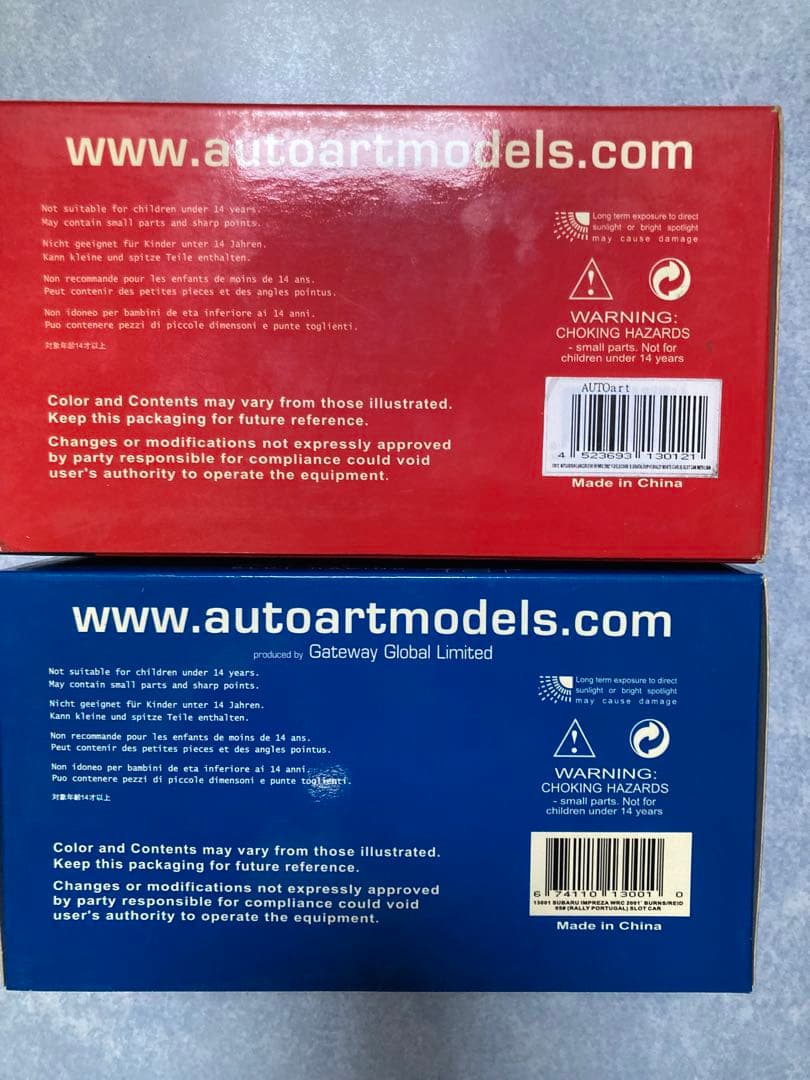 www.autoartmodels.com
Not suitable for children under 14 years.
May contain small parts and sharp points.
Nicht geeignet für Kinder unter 14 Jahren.
Kann kleine und spitze Teile enthalten.
Non recommande pour les enfants de moins de 14 ans.
Peut contenir des petites pieces et des angles pointus.
Non idoneo per bambini de eta inferiore ai 14 anni.
Puo contenere pezzi di piccole dimensoni e punte toglienti.
対象年齢14才以上
Color and Contents may vary from those illustrated.
Keep this packaging for future reference.
Changes or modifications not expressly approved
by party responsible for compliance could void
user's authority to operate the equipment.
Long term exposure to direct
sunlight or bright spotlight
may cause damage
WARNING:
CHOKING HAZARDS
- small parts. Not for
children under 14 years
AUTOart
4 523693 130121
Made in China
www.autoartmodels.com
produced by Gateway Global Limited
Not suitable for children under 14 years.
May contain small parts and sharp points.
Nicht geeignet für Kinder unter 14 Jahren.
Kann kleine und spitze Teile enthalten.
Non recommande pour les enfants de moins de 14 ans.
Peut contenir des petites pieces et des angles pointus.
Non idoneo per bambini de eta inferiore ai 14 anni.
Puo contenere pezzi di piccole dimensoni e punte toglienti.
対象年齢14才以上
Color and Contents may vary from those illustrated.
Keep this packaging for future reference.
Changes or modifications not expressly approved
by party responsible for compliance could void
user's authority to operate the equipment.
Long term exposure to direct
sunlight or bright spotlight
may cause damage
WARNING:
CHOKING HAZARDS
- small parts. Not for
children under 14 years
6 74110 13001 0
13001 SUBARU IMPREZA WRC 2001' BURNS/REID
05# (RALLY PORTUGAL) SLOT CAR
Made in China